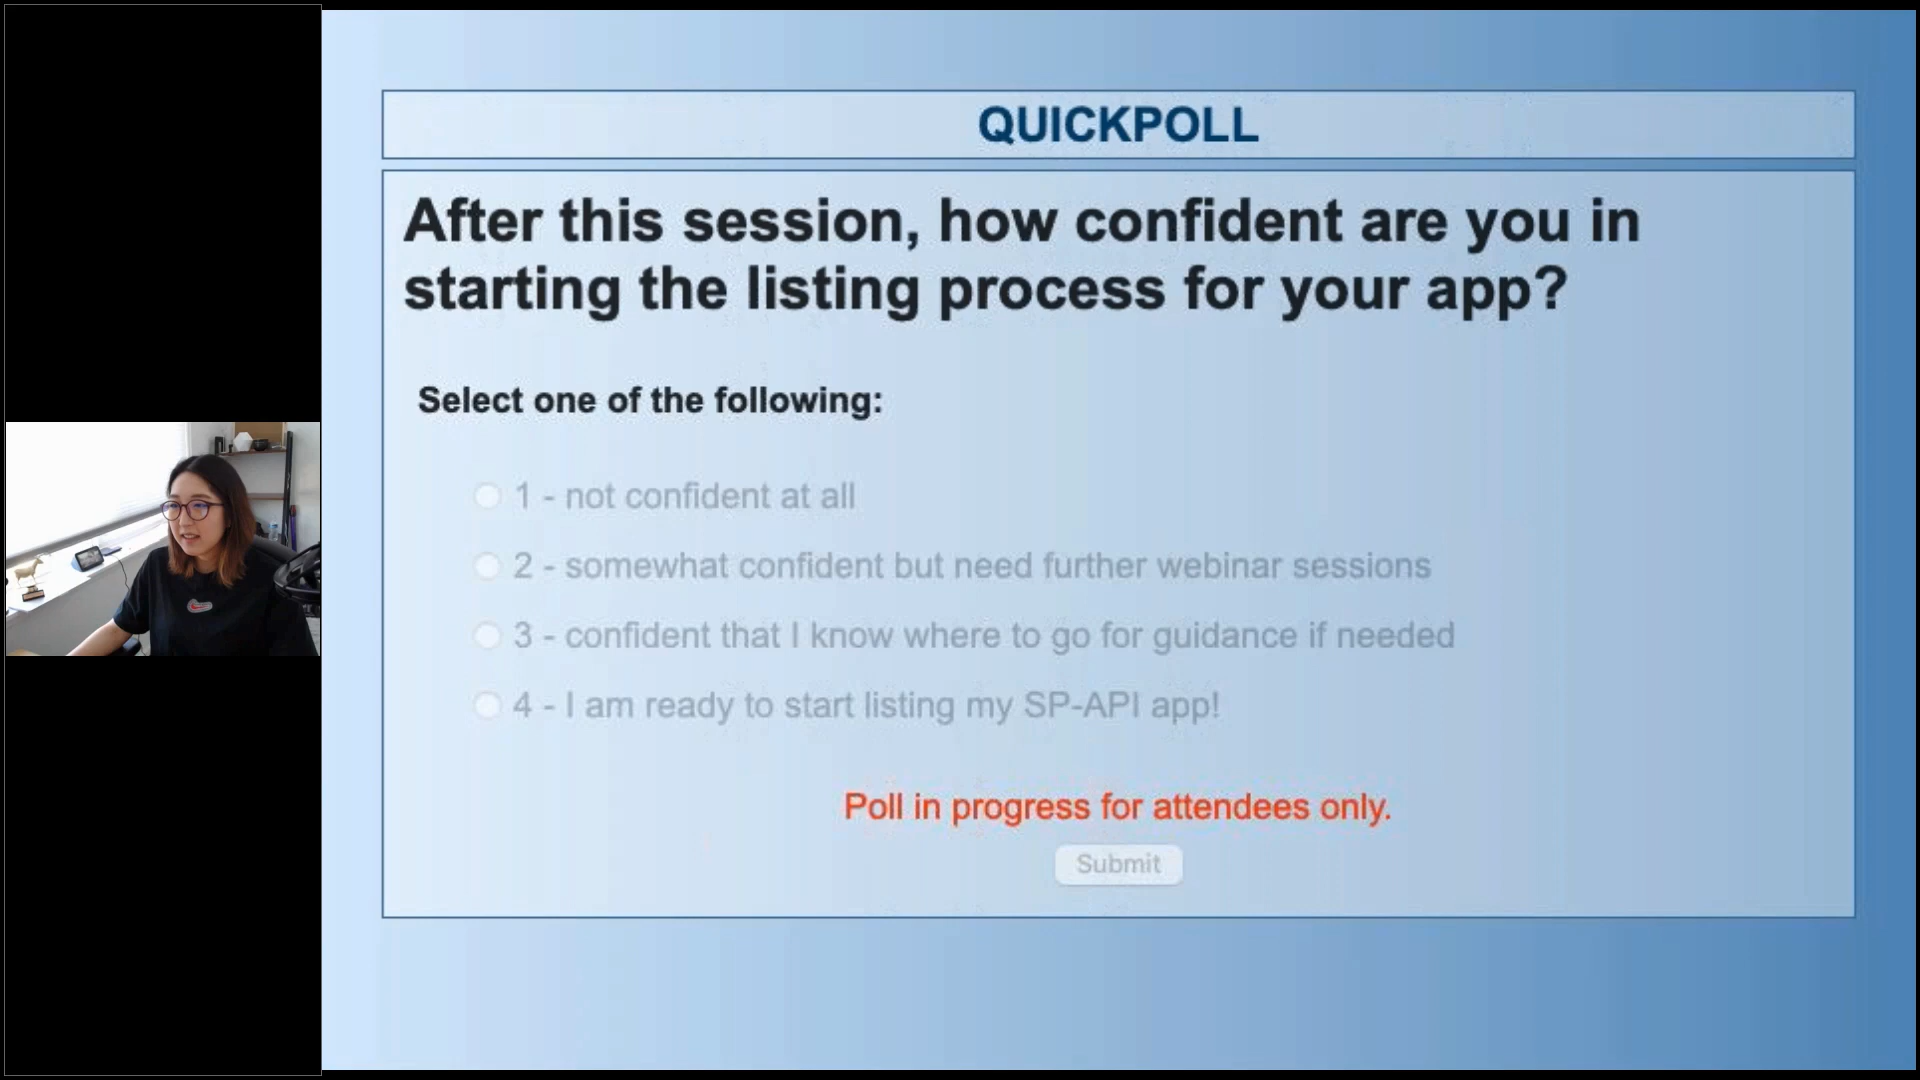 QUICKPOLL
After this session, how confident are you in
starting the listing process for your app?
Select one of the following:
1 - not confident at all
2 - somewhat confident but need further webinar sessions
3 - confident that I know where to go for guidance if needed
4 - I am ready to start listing my SP-API app!
Poll in progress for attendees only.
Submit